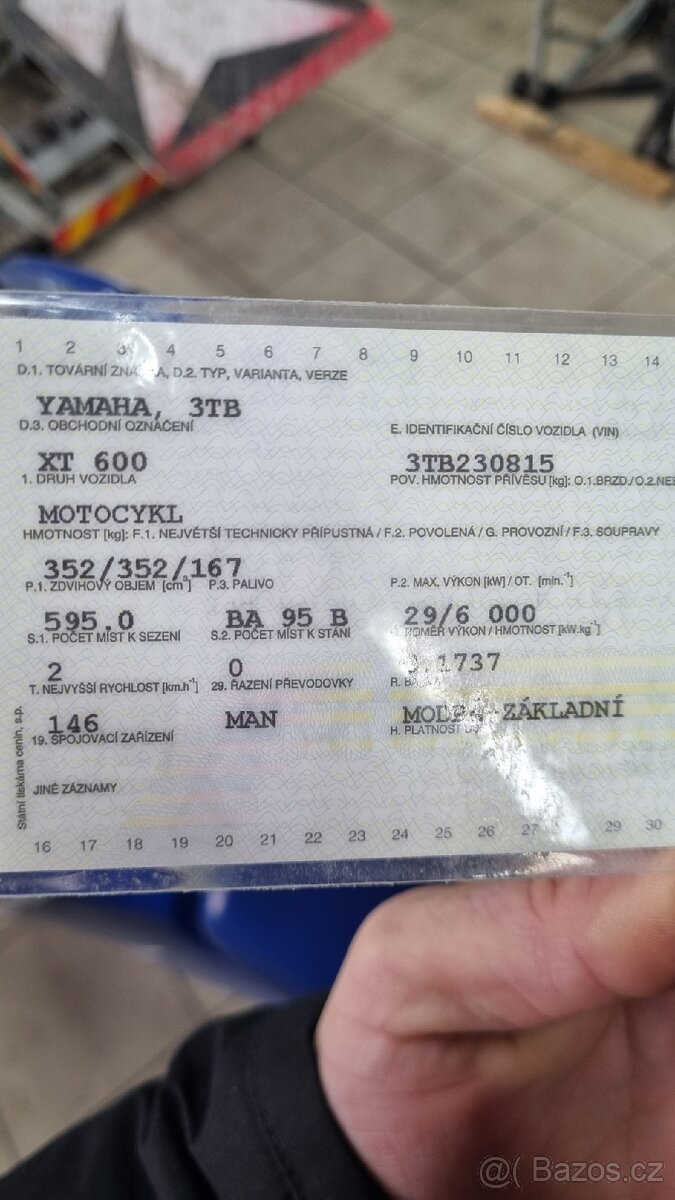 1 2 3 4 5 6 7 8 9 10 11 12 13 14
D.1. TOVÁRNÍ ZNAČKA, D.2. TYP, VARIANTA, VERZE
YAMAHA, 3TB
D.3. OBCHODNÍ OZNAČENÍ E. IDENTIFIKAČNÍ ČÍSLO VOZIDLA (VIN)
XT 600 3TB230815
1. DRUH VOZIDLA POV. HMOTNOST PŘÍVĚSU [kg]: O.1.BRZD./O.2.NEB
MOTOCYKL
HMOTNOST [kg]: F.1. NEJVĚTŠÍ TECHNICKY PŘÍPUSTNÁ / F.2. POVOLENÁ / G. PROVOZNÍ / F.3. SOUPRAVY
352/352/167
P.1. ZDVIHOVÝ OBJEM [cm³] P.3. PALIVO P.2. MAX. VÝKON [kW] / OT. [min.⁻¹]
595.0 BA 95 B 29/6 000
S.1. POČET MÍST K SEZENÍ S.2. POČET MÍST K STÁNÍ POMĚR VÝKON / HMOTNOST [kW.kg⁻¹]
2 0 0.1737
T. NEJVYŠŠÍ RYCHLOST [km.h⁻¹] 29. ŘAZENÍ PŘEVODOVKY R.
146 MAN MODRÁ-ZÁKLADNÍ
19. SPOJOVACÍ ZAŘÍZENÍ H. PLATNOST
JINÉ ZÁZNAMY
Státní tiskárna cenin, s.p.
16 17 18 19 20 21 22 23 24 25 26 27 29 30
@( Bazos.cz